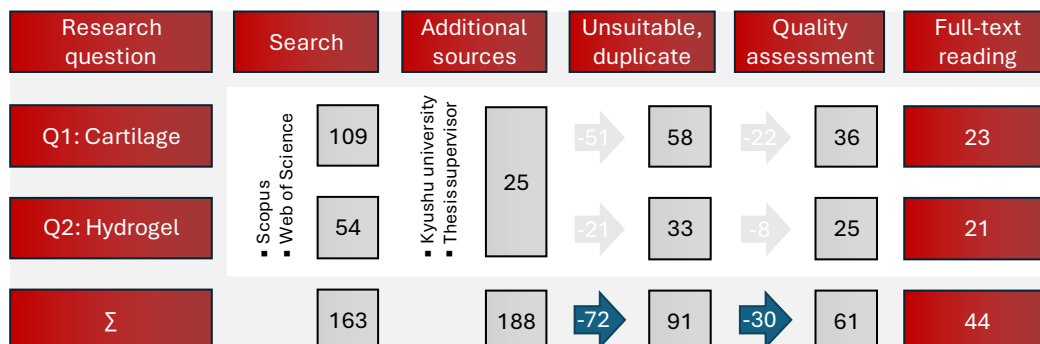 Research
question
Search
Additional
sources
Unsuitable,
duplicate
Quality
assessment
Full-text
reading
Q1: Cartilage
▪ Scopus
▪ Web of Science
109
▪ Kyushu university
▪ Thesis supervisor
25
-51
58
-22
36
23
Q2: Hydrogel
54
-21
33
-8
25
21
Σ
163
188
-72
91
-30
61
44